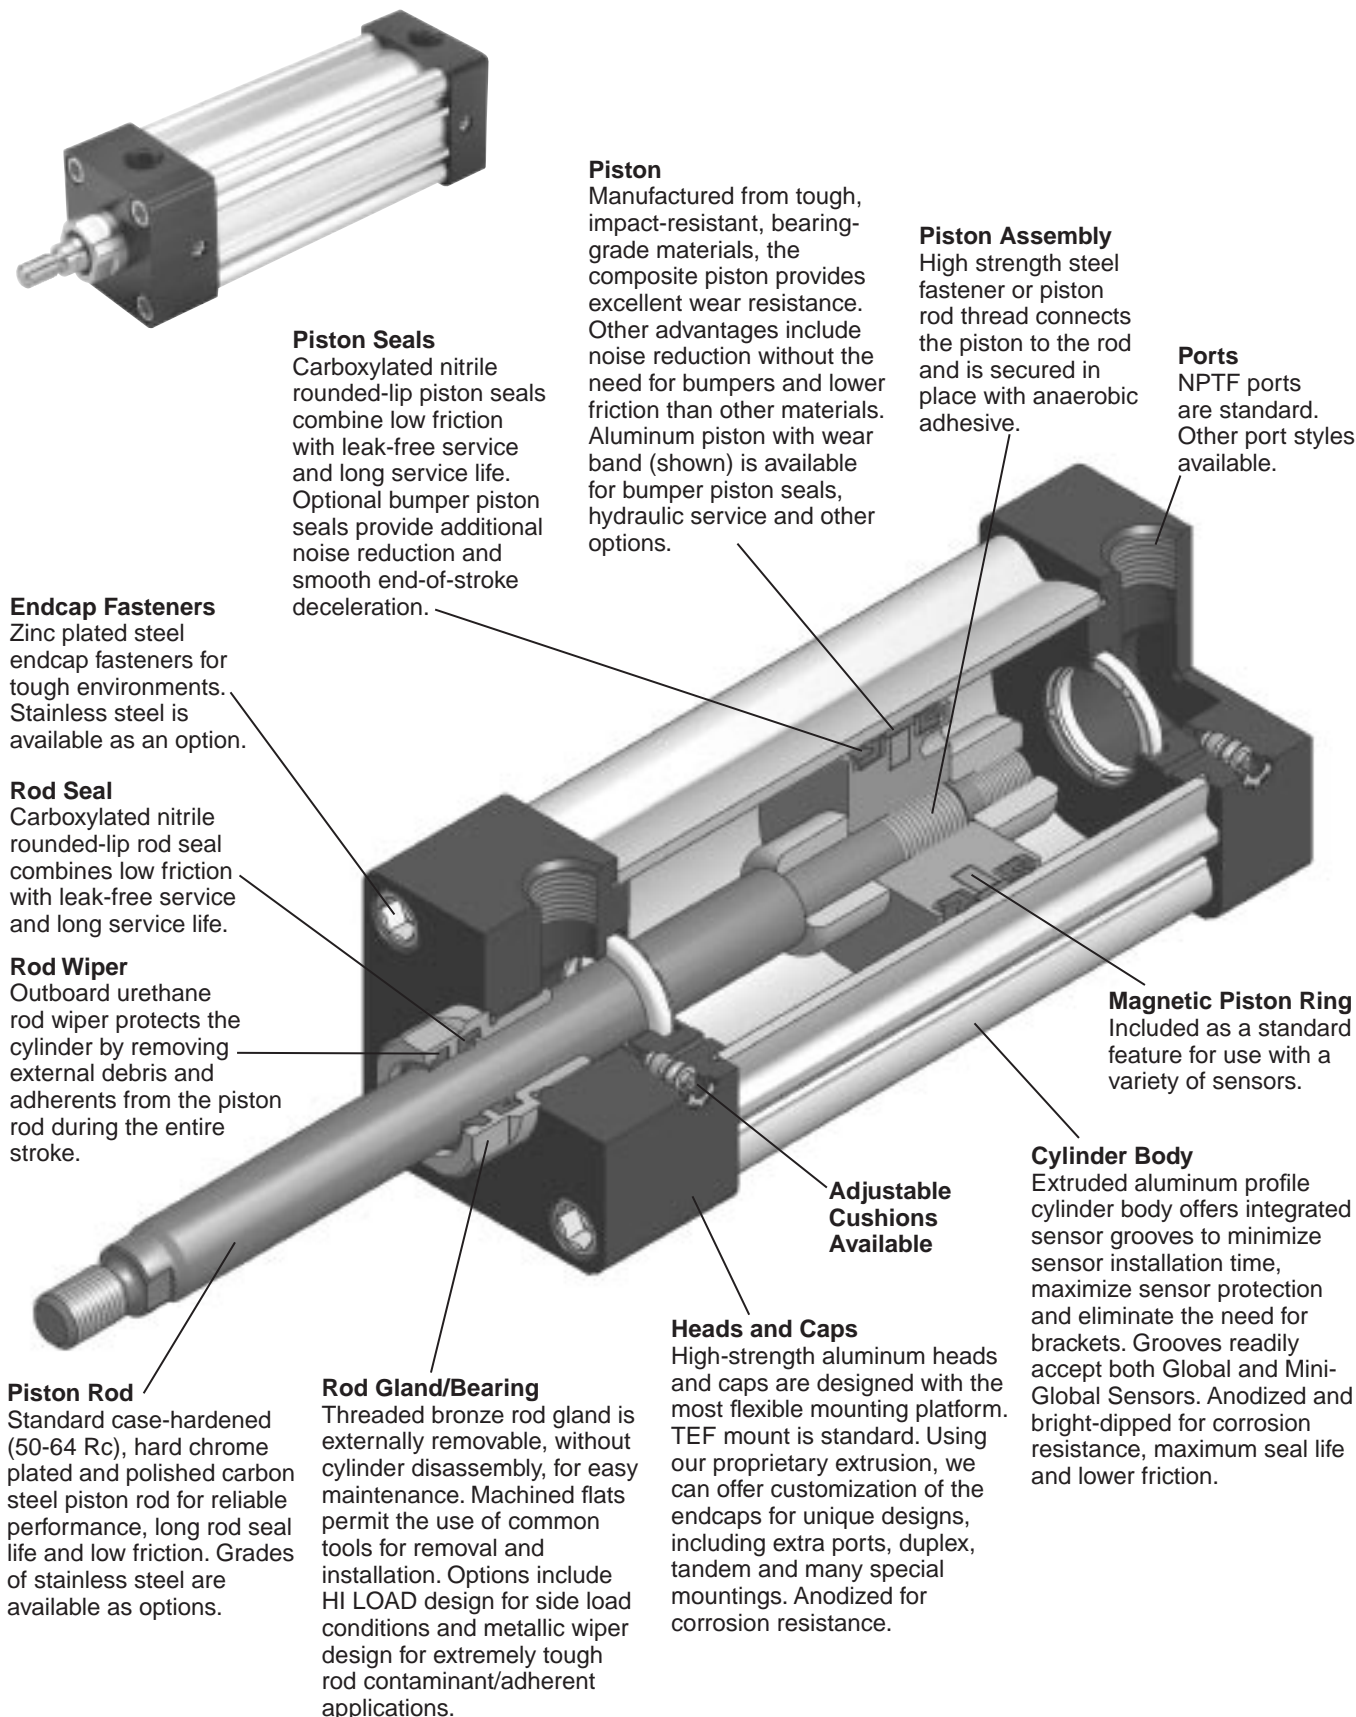 Piston
Manufactured from tough,
impact-resistant, bearing-
grade materials, the
composite piston provides
excellent wear resistance.
Other advantages include
noise reduction without the
need for bumpers and lower
friction than other materials.
Aluminum piston with wear
band (shown) is available
for bumper piston seals,
hydraulic service and other
options.
Piston Assembly
High strength steel
fastener or piston
rod thread connects
the piston to the rod
and is secured in
place with anaerobic
adhesive.
Piston Seals
Carboxylated nitrile
rounded-lip piston seals
combine low friction
with leak-free service
and long service life.
Optional bumper piston
seals provide additional
noise reduction and
smooth end-of-stroke
deceleration.
Ports
NPTF ports
are standard.
Other port styles
available.
Endcap Fasteners
Zinc plated steel
endcap fasteners for
tough environments.
Stainless steel is
available as an option.
Rod Seal
Carboxylated nitrile
rounded-lip rod seal
combines low friction
with leak-free service
and long service life.
Rod Wiper
Outboard urethane
rod wiper protects the
cylinder by removing
external debris and
adherents from the piston
rod during the entire
stroke.
Magnetic Piston Ring
Included as a standard
feature for use with a
variety of sensors.
Cylinder Body
Extruded aluminum profile
cylinder body offers integrated
sensor grooves to minimize
sensor installation time,
maximize sensor protection
and eliminate the need for
brackets. Grooves readily
accept both Global and Mini-
Global Sensors. Anodized and
bright-dipped for corrosion
resistance, maximum seal life
and lower friction.
Adjustable
Cushions
Available
Heads and Caps
High-strength aluminum heads
and caps are designed with the
most flexible mounting platform.
TEF mount is standard. Using
our proprietary extrusion, we
can offer customization of the
endcaps for unique designs,
including extra ports, duplex,
tandem and many special
mountings. Anodized for
corrosion resistance.
Piston Rod
Standard case-hardened
(50-64 Rc), hard chrome
plated and polished carbon
steel piston rod for reliable
performance, long rod seal
life and low friction. Grades
of stainless steel are
available as options.
Rod Gland/Bearing
Threaded bronze rod gland is
externally removable, without
cylinder disassembly, for easy
maintenance. Machined flats
permit the use of common
tools for removal and
installation. Options include
HI LOAD design for side load
conditions and metallic wiper
design for extremely tough
rod contaminant/adherent
applications.